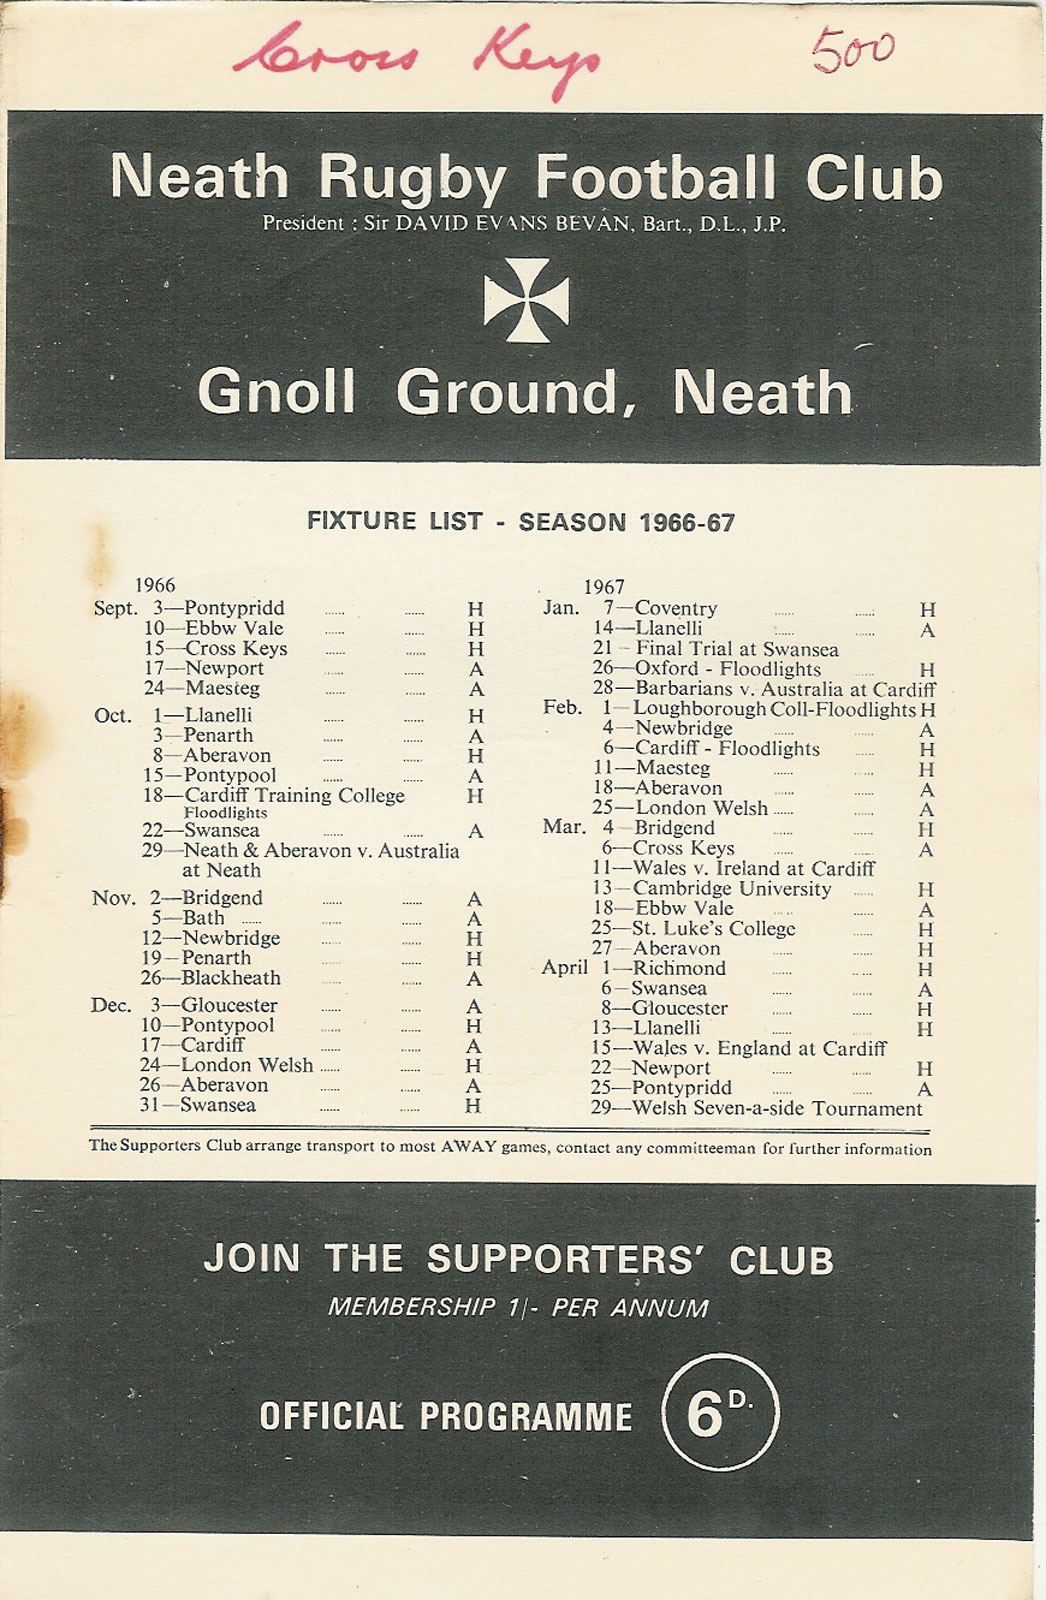 Cross Keys 500
Neath Rugby Football Club
President : Sir DAVID EVANS BEVAN, Bart., D.L., J.P.
Gnoll Ground, Neath
FIXTURE LIST - SEASON 1966-67
1966
Sept. 3—Pontypridd ...... ...... H
10—Ebbw Vale ...... ...... H
15—Cross Keys ...... ...... H
17—Newport ...... ...... A
24—Maesteg ...... ...... A
Oct. 1—Llanelli ...... ...... H
3—Penarth ...... ...... A
8—Aberavon ...... ...... H
15—Pontypool ...... ...... A
18—Cardiff Training College H
Floodlights
22—Swansea ...... ...... A
29—Neath & Aberavon v. Australia
at Neath
Nov. 2—Bridgend ...... ...... A
5—Bath ...... ...... ...... A
12—Newbridge ...... ...... H
19—Penarth ...... ...... H
26—Blackheath ...... ...... A
Dec. 3—Gloucester ...... ...... A
10—Pontypool ...... ...... H
17—Cardiff ...... ...... A
24—London Welsh ...... ...... H
26—Aberavon ...... ...... A
31—Swansea ...... ...... H
1967
Jan. 7—Coventry ...... ...... H
14—Llanelli ...... ...... A
21 – Final Trial at Swansea
26—Oxford - Floodlights ...... H
28—Barbarians v. Australia at Cardiff
Feb. 1—Loughborough Coll-Floodlights H
4—Newbridge ...... ...... A
6—Cardiff - Floodlights ...... H
11—Maesteg ...... ...... H
18—Aberavon ...... ...... A
25—London Welsh ...... ...... A
Mar. 4—Bridgend ...... ...... H
6—Cross Keys ...... ...... A
11—Wales v. Ireland at Cardiff
13—Cambridge University ...... H
18—Ebbw Vale ...... ...... A
25—St. Luke's College ...... H
27—Aberavon ...... ...... H
April 1—Richmond ...... ...... H
6—Swansea ...... ...... A
8—Gloucester ...... ...... H
13—Llanelli ...... ...... H
15—Wales v. England at Cardiff
22—Newport ...... ...... H
25—Pontypridd ...... ...... A
29—Welsh Seven-a-side Tournament
The Supporters Club arrange transport to most AWAY games, contact any committeeman for further information
JOIN THE SUPPORTERS' CLUB
MEMBERSHIP 1/- PER ANNUM
OFFICIAL PROGRAMME 6D.